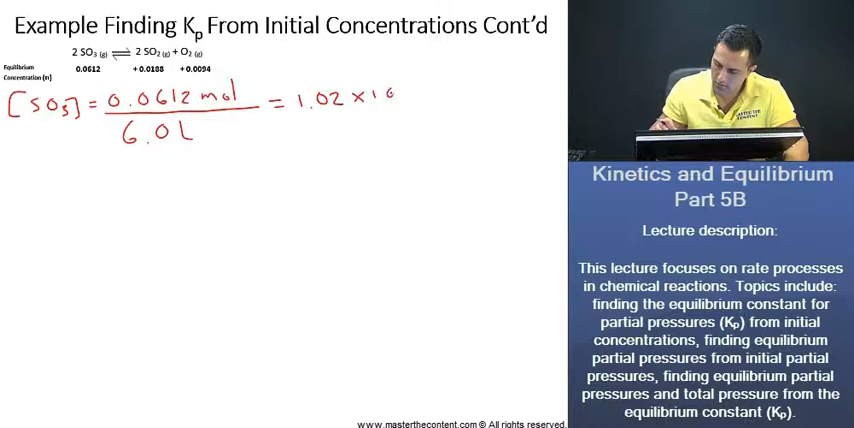 Example Finding Kp From Initial Concentrations Cont'd
2 SO3 (g) ⇌ 2 SO2 (g) + O2 (g)
Equilibrium 0.0612 + 0.0188 + 0.0094
Concentration (n)
[SO3] = 0.0612 mol = 1.02 × 10
6.0 L
MASTER THE
CONTENT
Kinetics and Equilibrium
Part 5B
Lecture description:
This lecture focuses on rate processes
in chemical reactions. Topics include:
finding the equilibrium constant for
partial pressures (Kp) from initial
concentrations, finding equilibrium
partial pressures from initial partial
pressures, finding equilibrium partial
pressures and total pressure from the
equilibrium constant (Kp).
www.masterthecontent.com © All rights reserved.